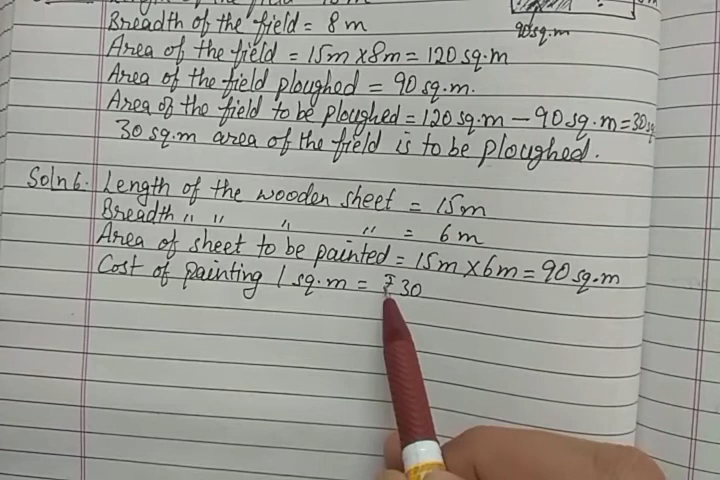 Breadth of the field = 8 m
90 sq.m
Area of the field = 15m x 8m = 120 sq.m
Area of the field ploughed = 90 sq.m.
Area of the field to be ploughed = 120 sq.m - 90 sq.m = 30 sq
30 sq.m area of the field is to be ploughed.
Soln 6. Length of the wooden sheet = 15m
Breadth ,, ,, ,, ,, = 6 m
Area of sheet to be painted = 15m x 6m = 90 sq.m
Cost of painting 1 sq.m = ₹ 30